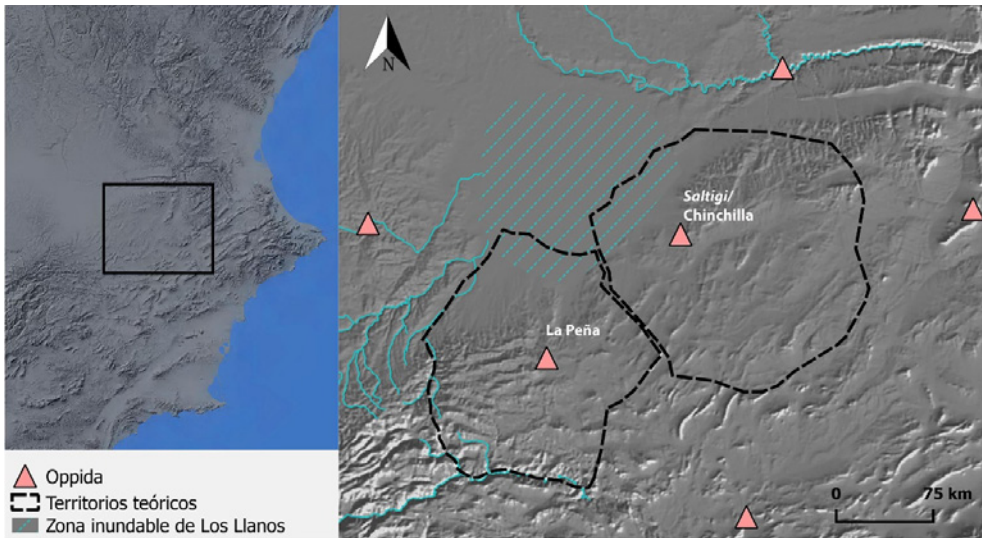 N
Saltigi/
Chinchilla
La Peña
0 75 km
Oppida
Territorios teóricos
Zona inundable de Los Llanos